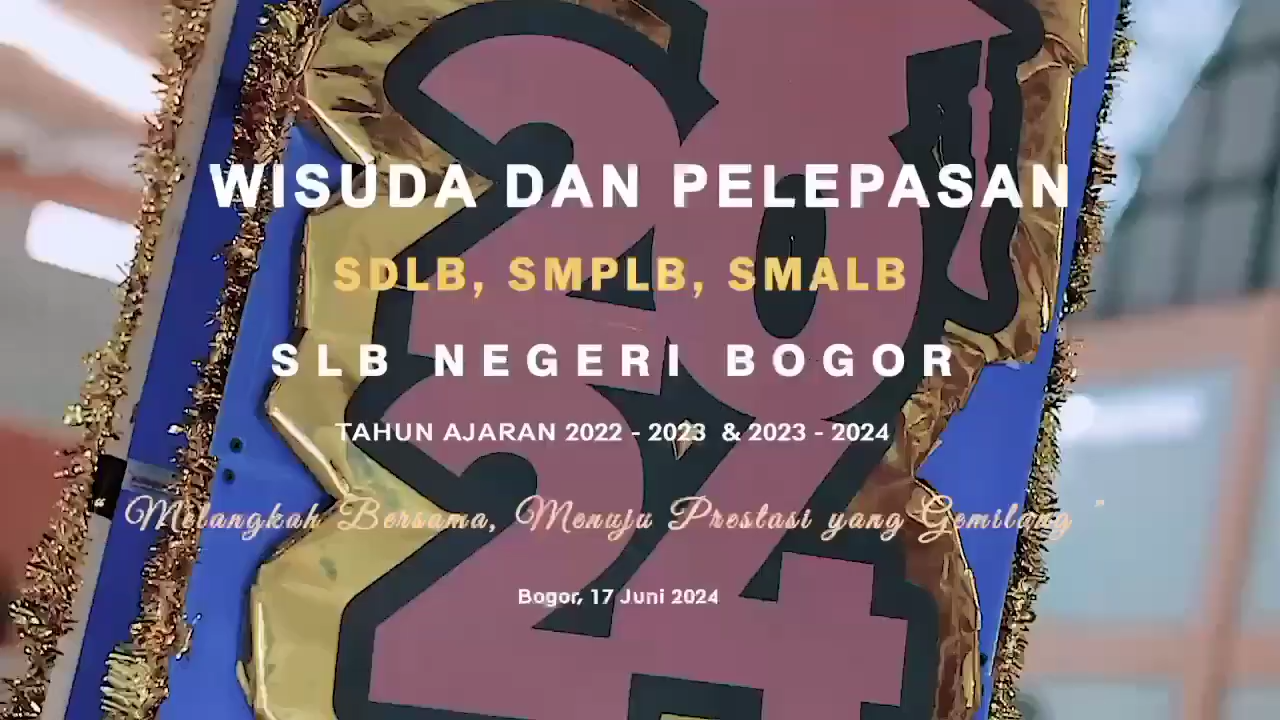 WISUDA DAN PELEPASAN
SDLB, SMPLB, SMALB
SLB NEGERI BOGOR
TAHUN AJARAN 2022 - 2023 & 2023 - 2024
“ Melangkah Bersama, Menuju Prestasi yang Gemilang ”
Bogor, 17 Juni 2024
2024